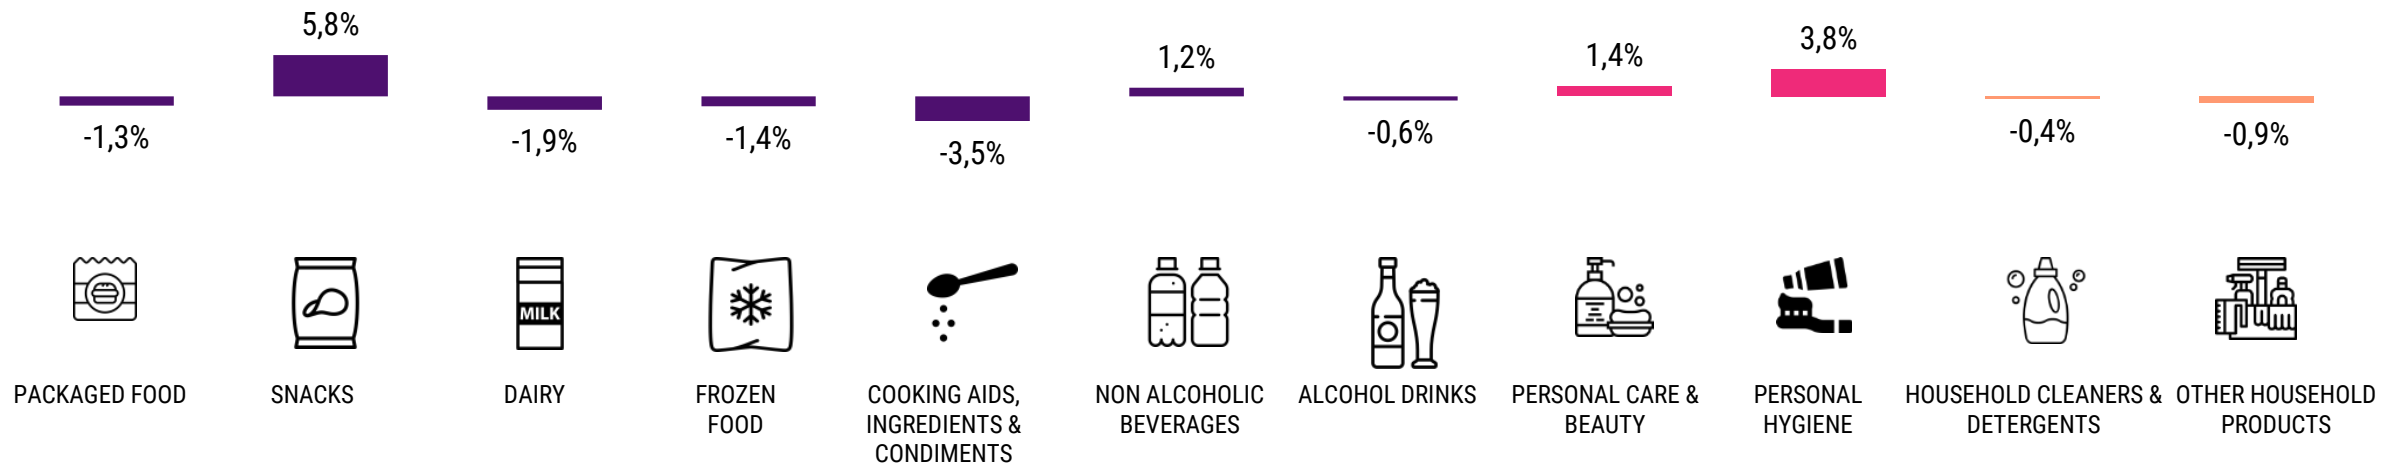 5,8%
1,2%
1,4%
3,8%
-1,3%
-1,9%
-1,4%
-3,5%
-0,6%
-0,4%
-0,9%
MILK
PACKAGED FOOD
SNACKS
DAIRY
FROZEN
FOOD
COOKING AIDS,
INGREDIENTS &
CONDIMENTS
NON ALCOHOLIC
BEVERAGES
ALCOHOL DRINKS
PERSONAL CARE &
BEAUTY
PERSONAL
HYGIENE
HOUSEHOLD CLEANERS &
DETERGENTS
OTHER HOUSEHOLD
PRODUCTS